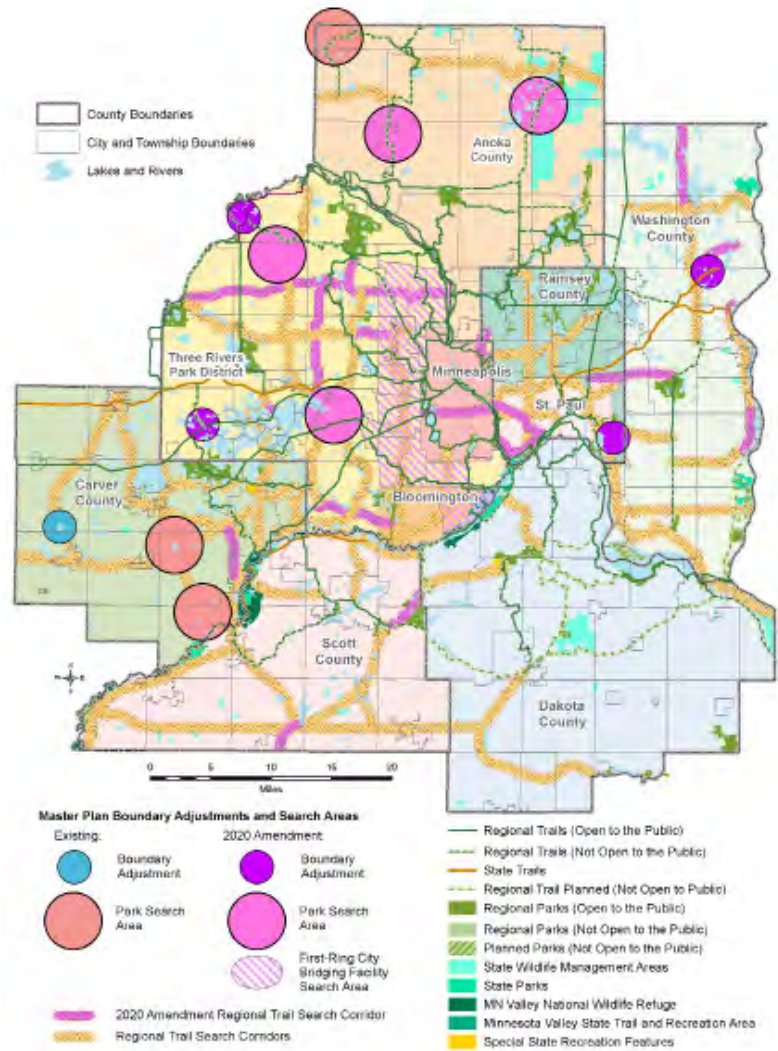 County Boundaries
City and Township Boundaries
Lakes and Rivers
Anoka
County
Washington
County
Ramsey
County
Three Rivers
Park District
Minneapolis
St. Paul
Carver
County
Bloomington
Scott
County
Dakota
County
0 5 10 15 20
Miles
Master Plan Boundary Adjustments and Search Areas
Existing:
2020 Amendment:
Boundary
Adjustment
Boundary
Adjustment
Park Search
Area
Park Search
Area
First-Ring City
Bridging Facility
Search Area
2020 Amendment Regional Trail Search Corridor
Regional Trail Search Corridors
Regional Trails (Open to the Public)
Regional Trails (Not Open to the Public)
State Trails
Regional Trail Planned (Not Open to Public)
Regional Parks (Open to the Public)
Regional Parks (Not Open to the Public)
Planned Parks (Not Open to the Public)
State Wildlife Management Areas
State Parks
MN Valley National Wildlife Refuge
Minnesota Valley State Trail and Recreation Area
Special State Recreation Features